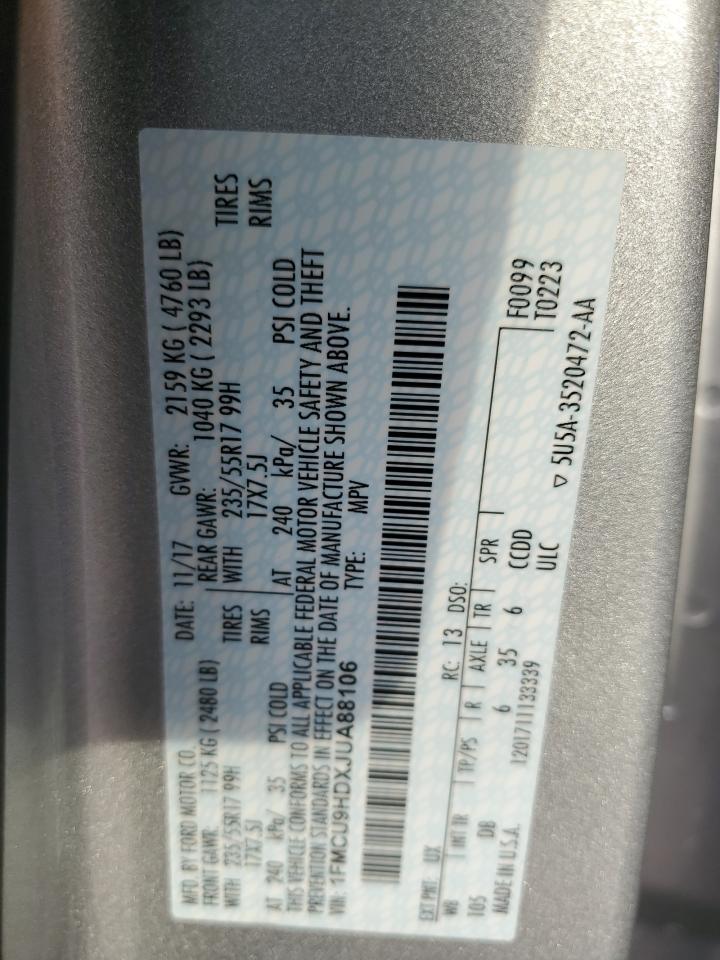 MFD. BY FORD MOTOR CO. DATE: 11/17 GVWR: 2159 KG ( 4760 LB)
FRONT GAWR: 1125 KG ( 2480 LB) REAR GAWR: 1040 KG ( 2293 LB)
WITH 235/55R17 99H TIRES WITH 235/55R17 99H TIRES
17X7.5J RIMS 17X7.5J RIMS
AT 240 kPa/ 35 PSI COLD AT 240 kPa/ 35 PSI COLD
THIS VEHICLE CONFORMS TO ALL APPLICABLE FEDERAL MOTOR VEHICLE SAFETY AND THEFT
PREVENTION STANDARDS IN EFFECT ON THE DATE OF MANUFACTURE SHOWN ABOVE.
VIN: 1FMCU9HDXJUA88106 TYPE: MPV
EXT PNT: UX RC: 13 DSO:
WB INT TR TP/PS R AXLE TR SPR F0099
105 DB 6 35 6 CCDD T0223
MADE IN U.S.A. 1201711133339 ULC ▽ 5U5A-3520472-AA